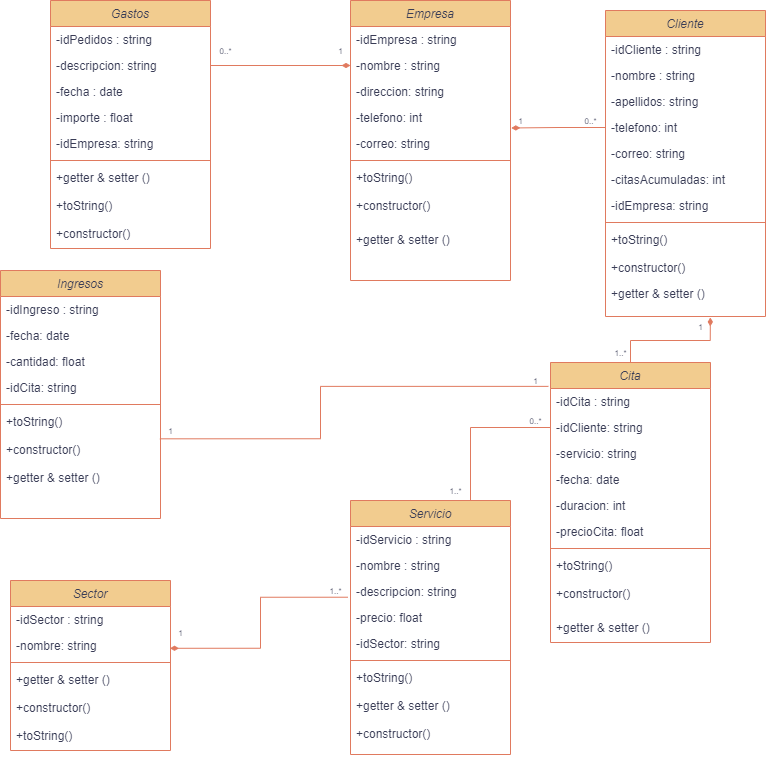 Gastos
-idPedidos : string
-descripcion: string
-fecha : date
-importe : float
-idEmpresa: string
+getter & setter ()
+toString()
+constructor()
0..*
1
Empresa
-idEmpresa : string
-nombre : string
-direccion: string
-telefono: int
-correo: string
+toString()
+constructor()
+getter & setter ()
1
0..*
Cliente
-idCliente : string
-nombre : string
-apellidos: string
-telefono: int
-correo: string
-citasAcumuladas: int
-idEmpresa: string
+toString()
+constructor()
+getter & setter ()
1
1..*
Ingresos
-idIngreso : string
-fecha: date
-cantidad: float
-idCita: string
+toString()
+constructor()
+getter & setter ()
1
1
Cita
-idCita : string
-idCliente: string
-servicio: string
-fecha: date
-duracion: int
-precioCita: float
+toString()
+constructor()
+getter & setter ()
0..*
1..*
Servicio
-idServicio : string
-nombre : string
-descripcion: string
-precio: float
-idSector: string
+toString()
+getter & setter ()
+constructor()
1..*
1
Sector
-idSector : string
-nombre: string
+getter & setter ()
+constructor()
+toString()